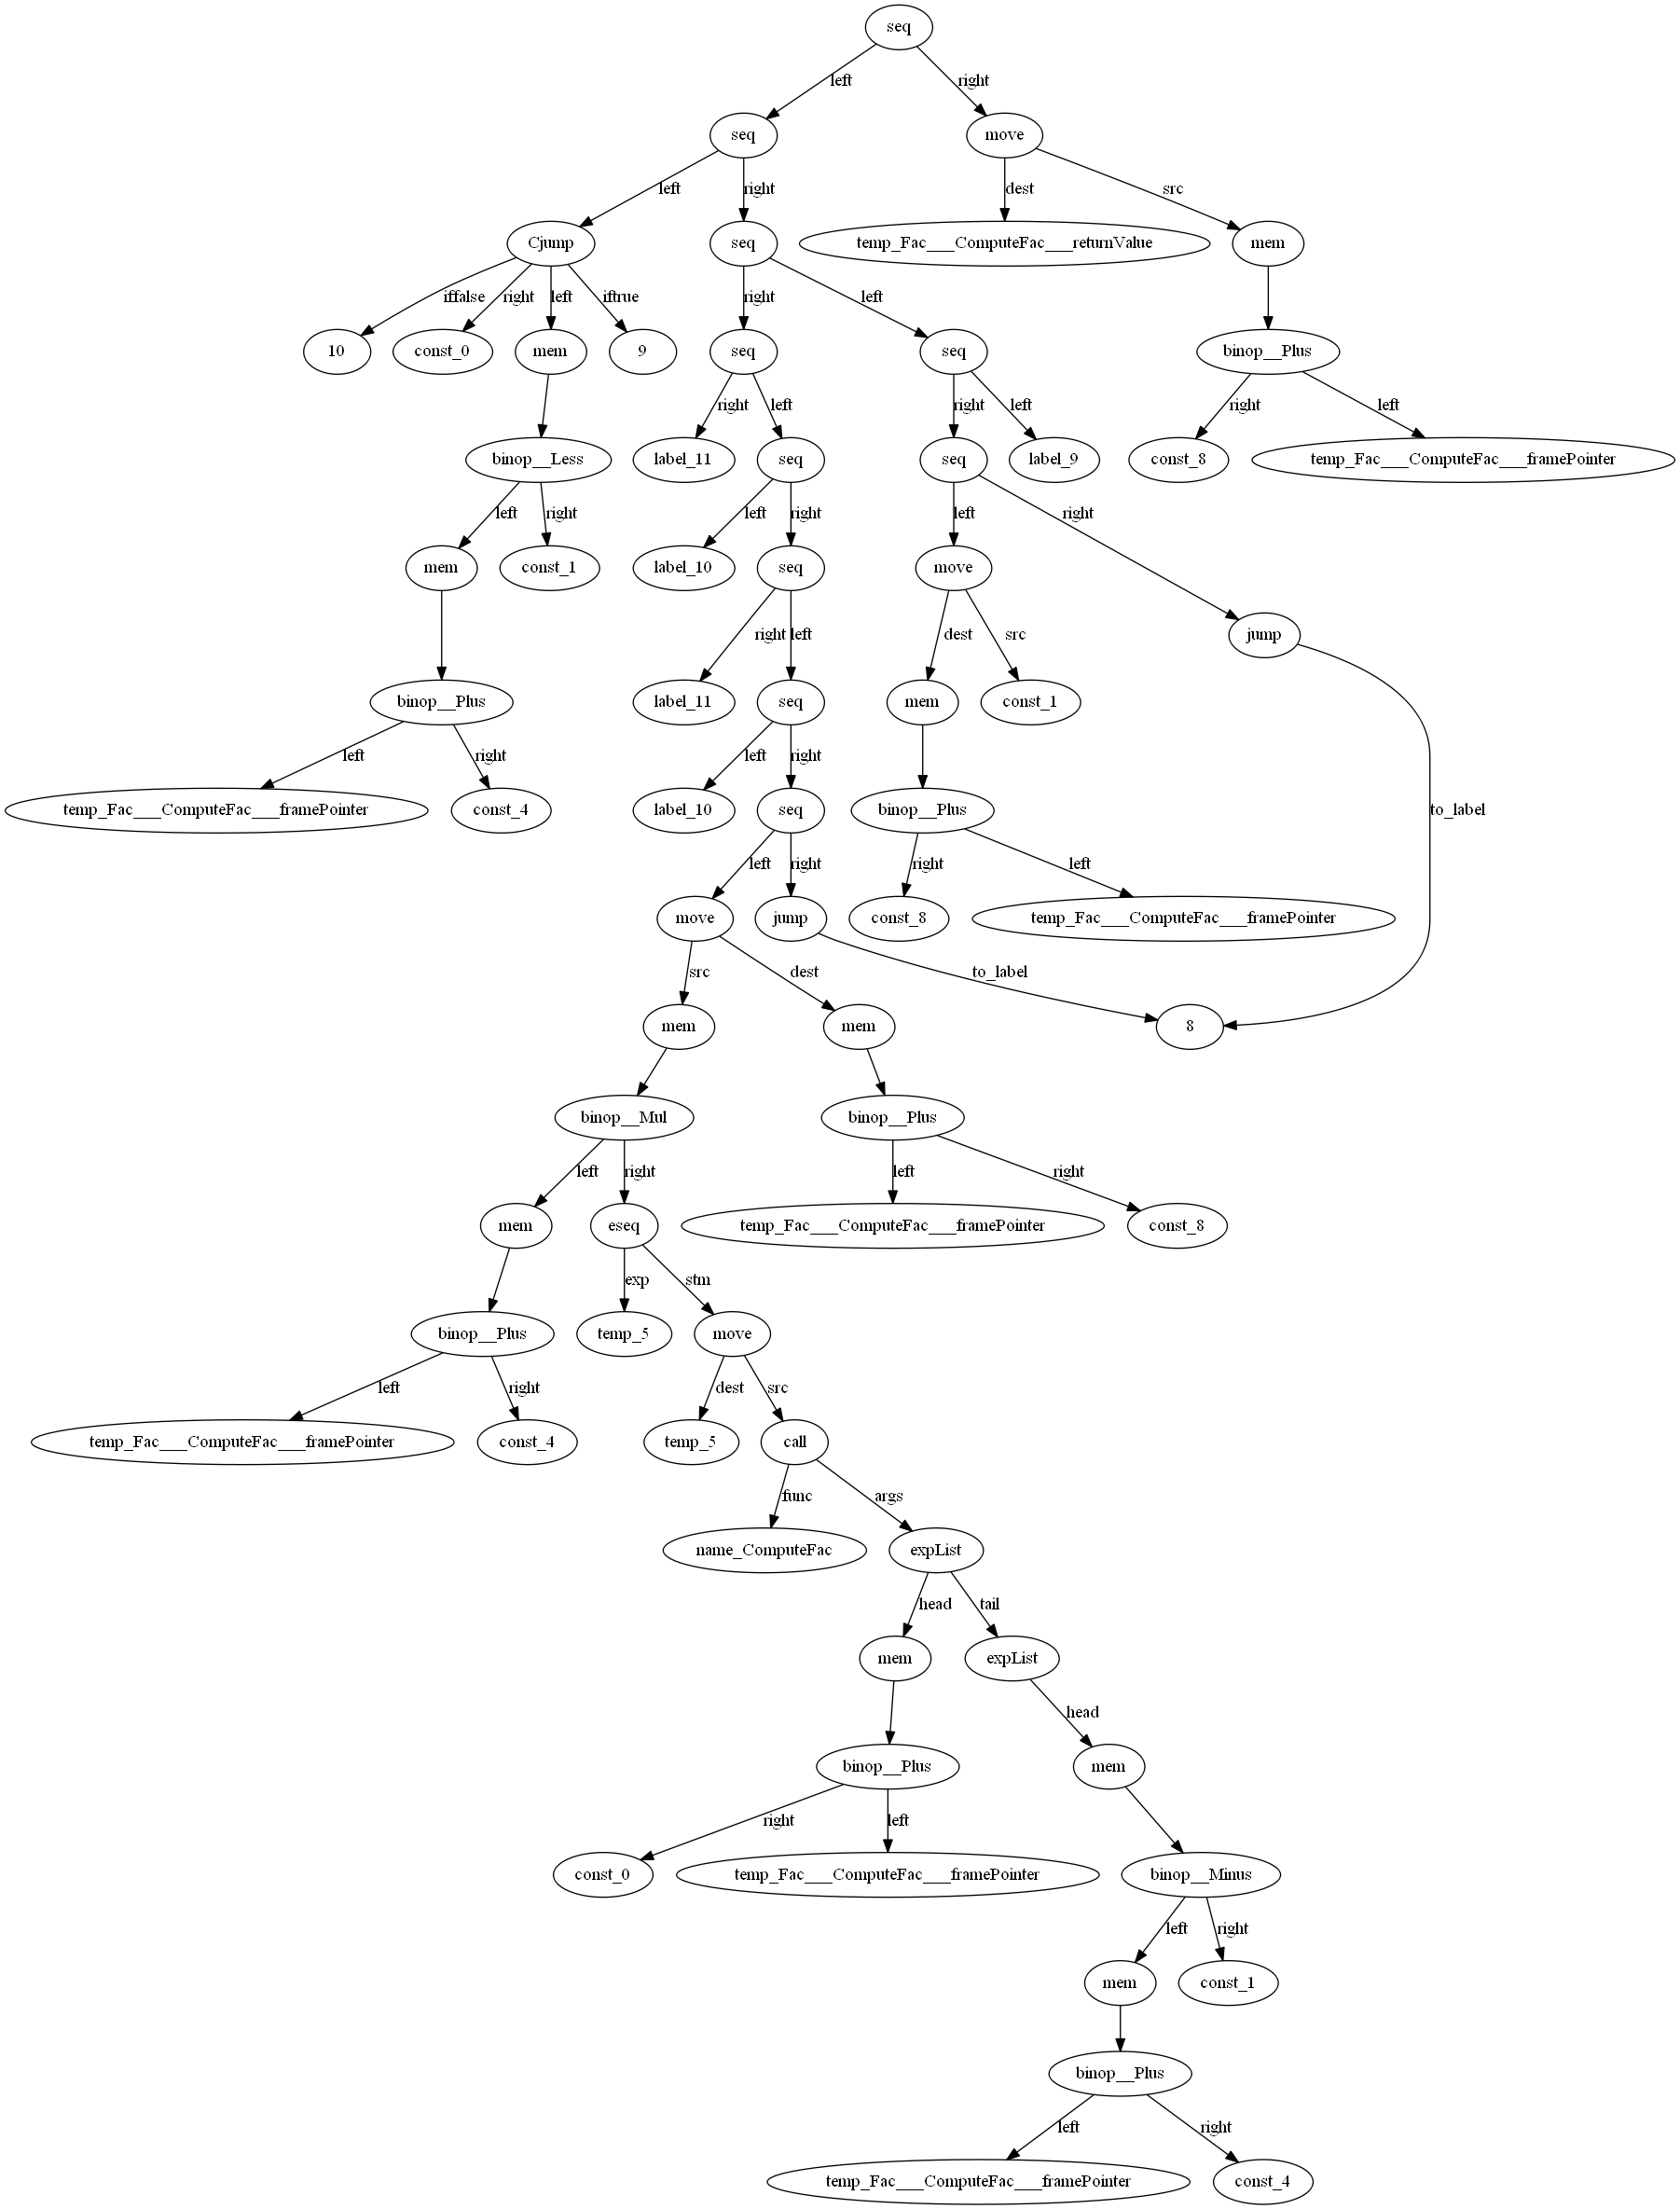 seq
left
right
seq
move
left
right
dest
src
Cjump
seq
temp_Fac___ComputeFac___returnValue
mem
iffalse
right
left
iftrue
right
left
10
const_0
mem
9
seq
seq
binop__Plus
right
left
right
left
right
left
binop__Less
label_11
seq
seq
label_9
const_8
temp_Fac___ComputeFac___framePointer
left
right
left
right
left
right
mem
const_1
label_10
seq
move
right
left
dest
src
jump
binop__Plus
label_11
seq
mem
const_1
left
right
left
right
temp_Fac___ComputeFac___framePointer
const_4
label_10
seq
binop__Plus
to_label
left
right
right
left
move
jump
const_8
temp_Fac___ComputeFac___framePointer
src
dest
to_label
mem
mem
8
binop__Mul
binop__Plus
left
right
left
right
mem
eseq
temp_Fac___ComputeFac___framePointer
const_8
exp
stm
binop__Plus
temp_5
move
left
right
dest
src
temp_Fac___ComputeFac___framePointer
const_4
temp_5
call
func
args
name_ComputeFac
expList
head
tail
mem
expList
head
binop__Plus
mem
right
left
const_0
temp_Fac___ComputeFac___framePointer
binop__Minus
left
right
mem
const_1
binop__Plus
left
right
temp_Fac___ComputeFac___framePointer
const_4